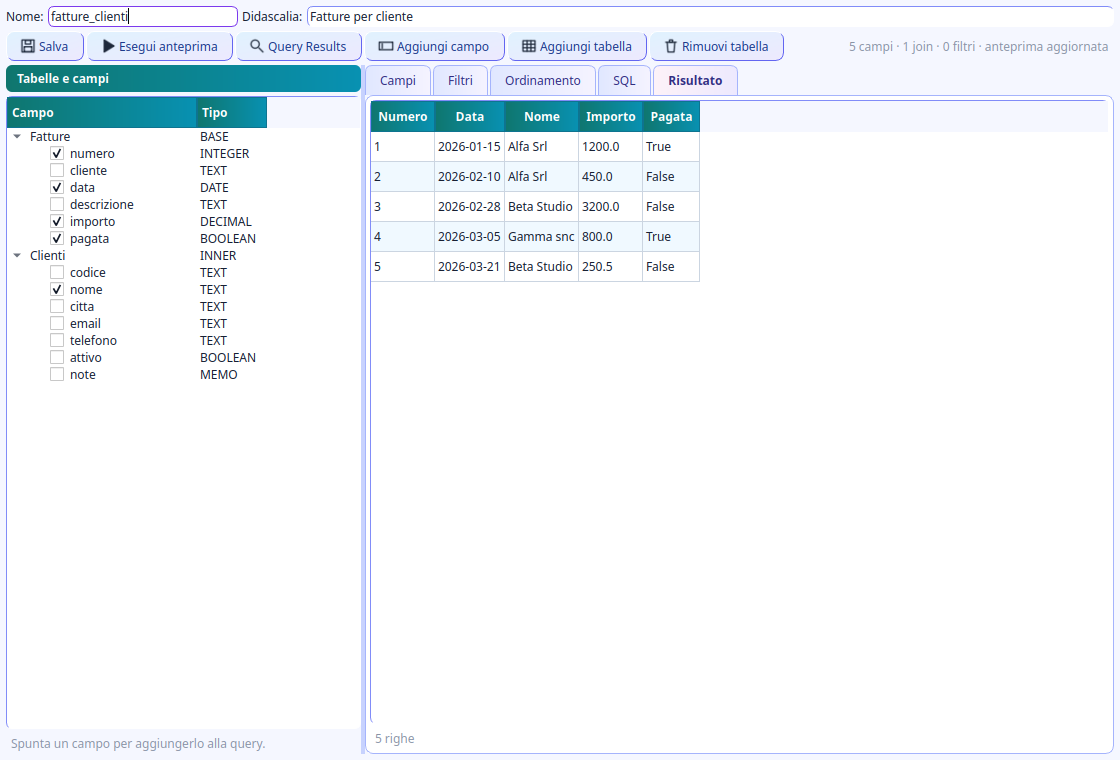 Nome: fatture_clienti Didascalia: Fatture per cliente
Salva Esegui anteprima Query Results Aggiungi campo Aggiungi tabella Rimuovi tabella 5 campi · 1 join · 0 filtri · anteprima aggiornata
Tabelle e campi
Campo Tipo
Fatture BASE
numero INTEGER
cliente TEXT
data DATE
descrizione TEXT
importo DECIMAL
pagata BOOLEAN
Clienti INNER
codice TEXT
nome TEXT
citta TEXT
email TEXT
telefono TEXT
attivo BOOLEAN
note MEMO
Spunta un campo per aggiungerlo alla query.
Campi Filtri Ordinamento SQL Risultato
Numero Data Nome Importo Pagata
1 2026-01-15 Alfa Srl 1200.0 True
2 2026-02-10 Alfa Srl 450.0 False
3 2026-02-28 Beta Studio 3200.0 False
4 2026-03-05 Gamma snc 800.0 True
5 2026-03-21 Beta Studio 250.5 False
5 righe